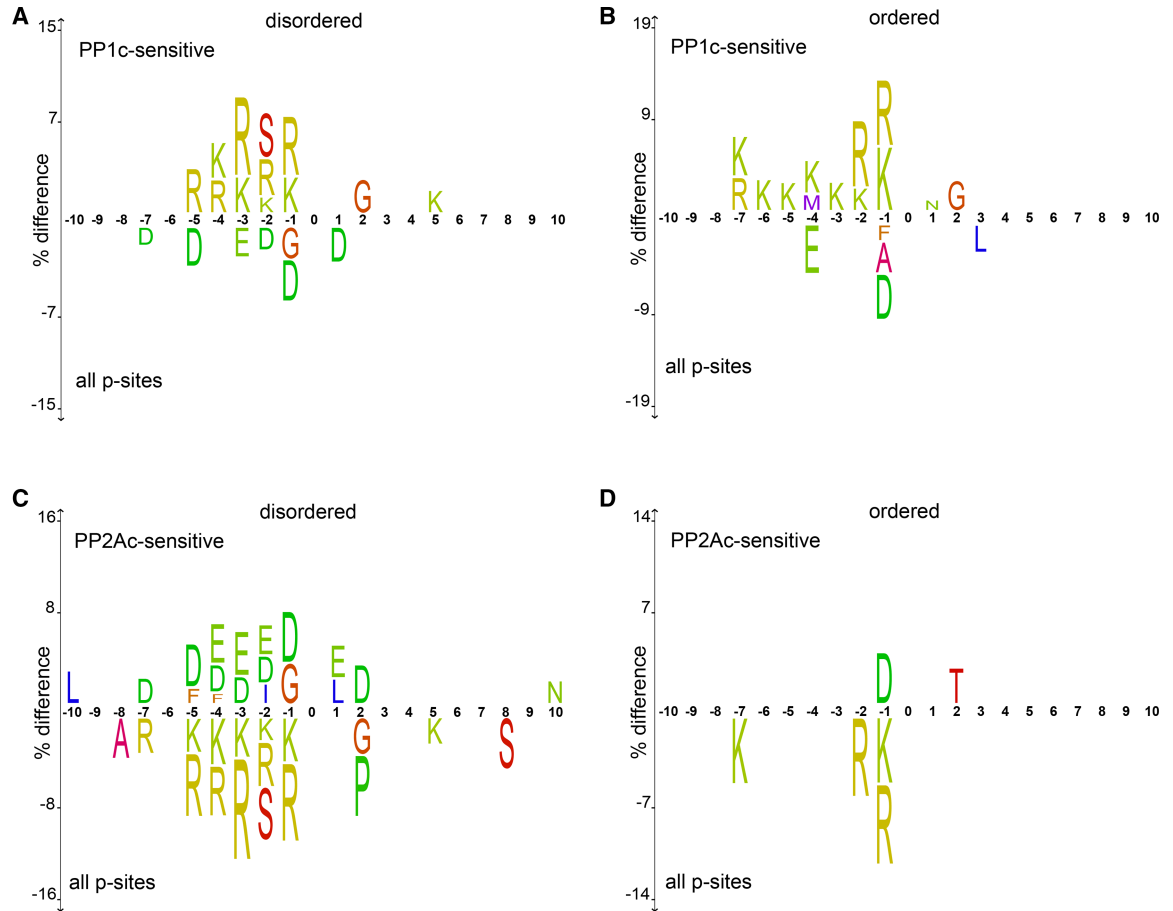 A
disordered
15
PP1c-sensitive
7
K R S R
R R K R K K G K
-10 -9 -8 -7 -6 -5 -4 -3 -2 -1 0 1 2 3 4 5 6 7 8 9 10
D D E D G D
D
% difference
-7
all p-sites
-15
B
ordered
19
PP1c-sensitive
9
K K R R
R K K M K K K N G
-10 -9 -8 -7 -6 -5 -4 -3 -2 -1 0 1 2 3 4 5 6 7 8 9 10
E F L
A
D
% difference
-9
all p-sites
-19
C
disordered
16
PP2Ac-sensitive
8
E E E
D D D D E
L D F F D I G L D N
-10 -9 -8 -7 -6 -5 -4 -3 -2 -1 0 1 2 3 4 5 6 7 8 9 10
A R K K K K K G K S
R R R R R P
S
% difference
-8
all p-sites
-16
D
ordered
14
PP2Ac-sensitive
7
D T
-10 -9 -8 -7 -6 -5 -4 -3 -2 -1 0 1 2 3 4 5 6 7 8 9 10
K R K
R
% difference
-7
all p-sites
-14